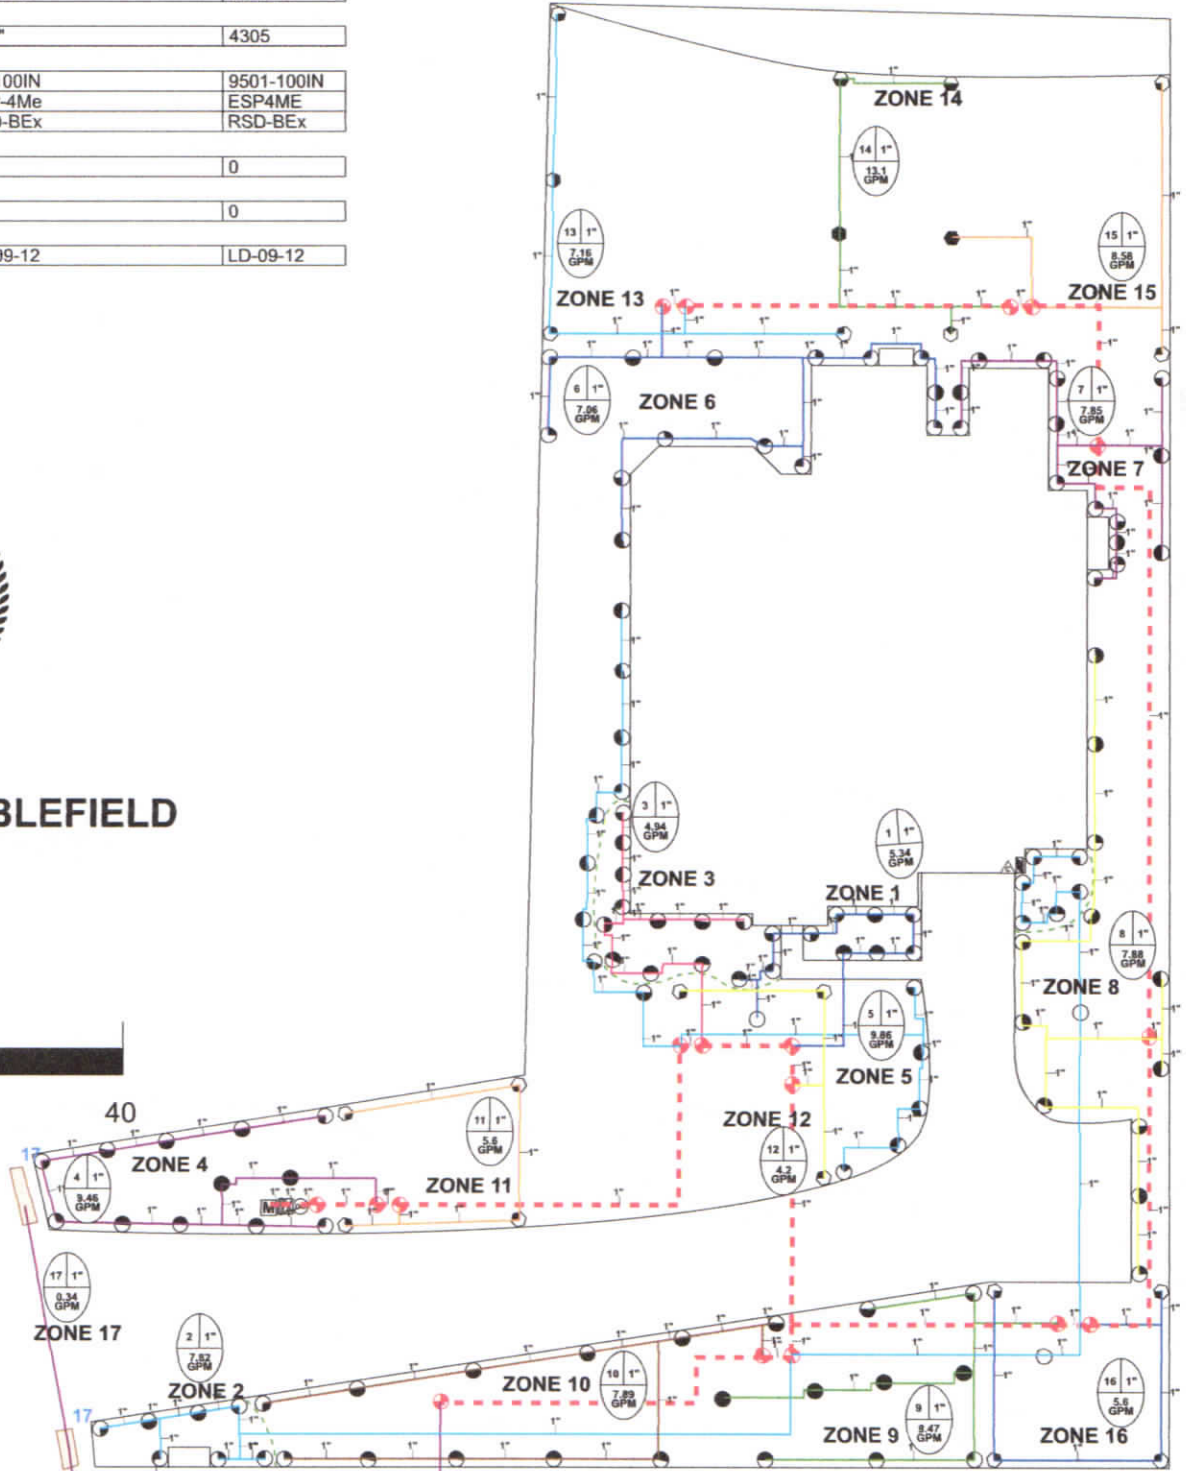 " 4305
00IN 9501-100IN
-4Me ESP4ME
-BEx RSD-BEx
0
0
99-12 LD-09-12
ZONE 14
14 1"
13.1
GPM
13 1"
7.16
GPM
15 1"
8.58
GPM
ZONE 13
ZONE 15
6 1"
7.06
GPM
ZONE 6
7 1"
7.85
GPM
ZONE 7
BLEFIELD
3 1"
4.94
GPM
1 1"
5.34
GPM
ZONE 3
ZONE 1
8 1"
7.88
GPM
ZONE 8
5 1"
9.86
GPM
ZONE 5
40
11 1"
5.6
GPM
ZONE 12
12 1"
4.2
GPM
17
ZONE 4
4 1"
9.46
GPM
ZONE 11
17 1"
0.34
GPM
ZONE 17
2 1"
7.82
GPM
ZONE 2
ZONE 10
10 1"
7.89
GPM
16 1"
5.6
GPM
17
9 1"
8.47
GPM
ZONE 9
ZONE 16